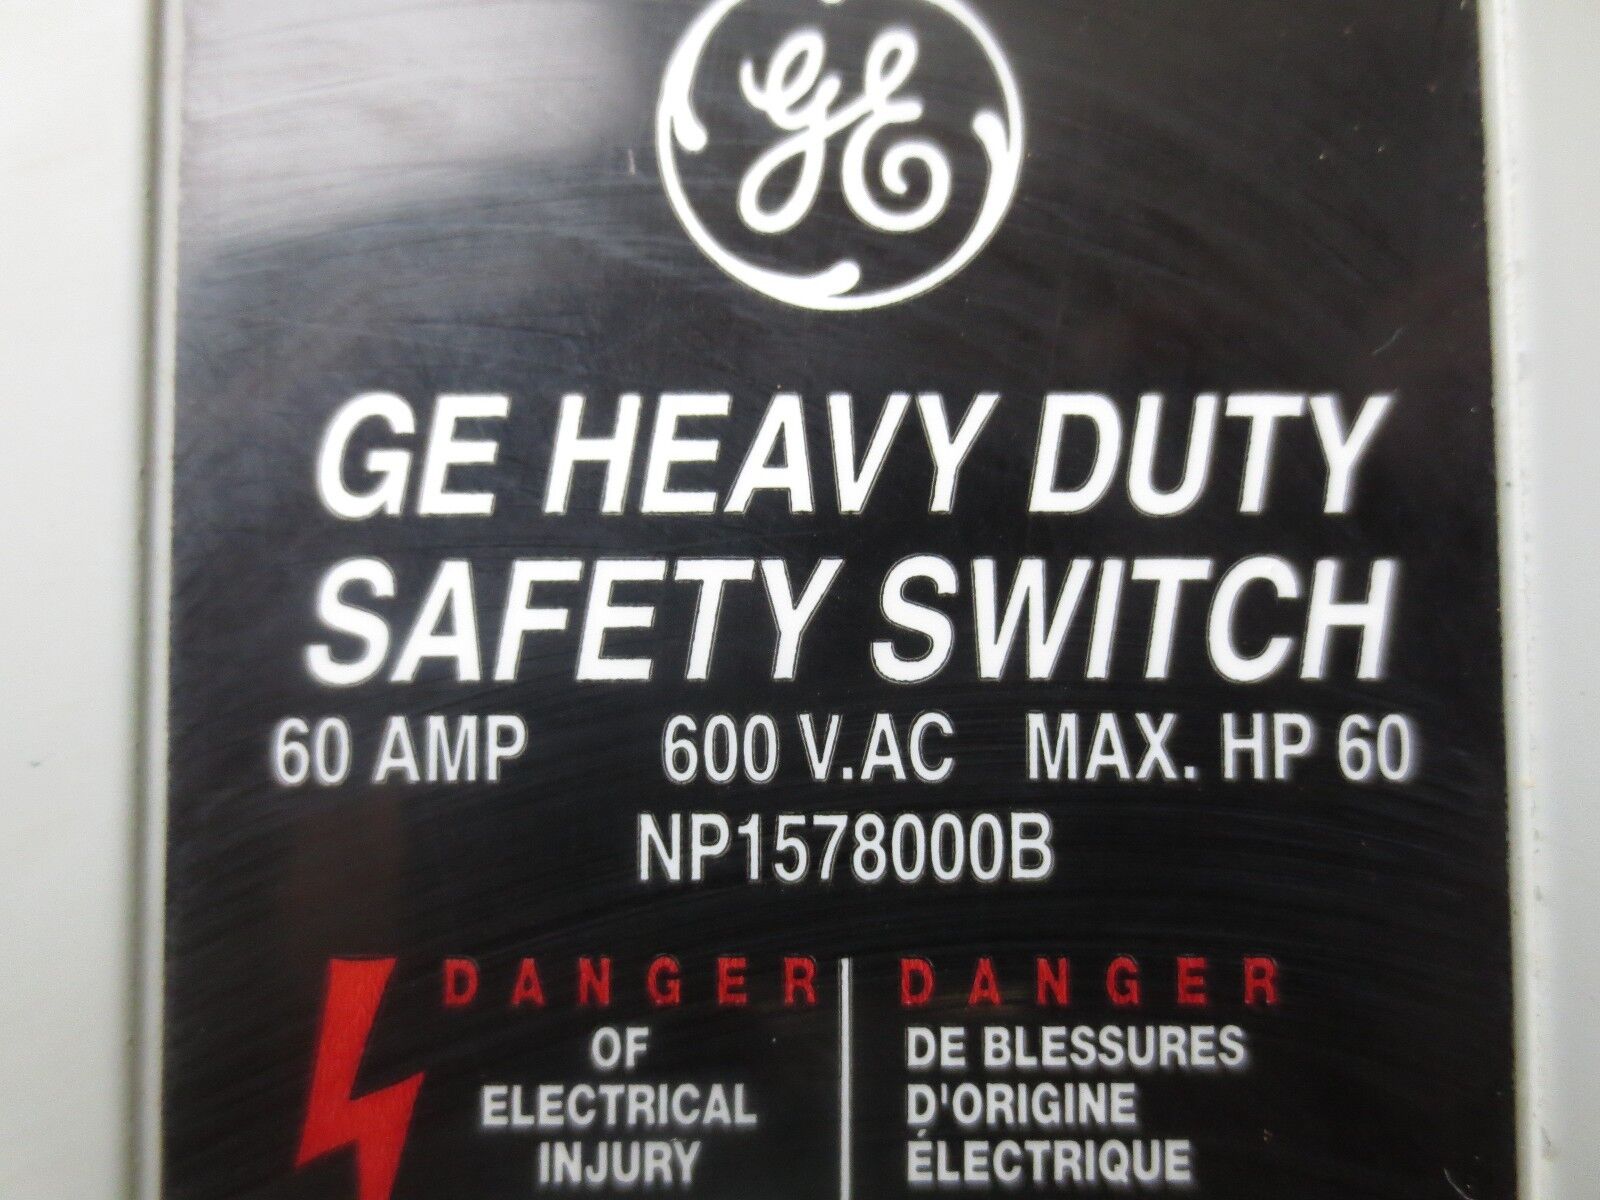 GE
GE HEAVY DUTY
SAFETY SWITCH
60 AMP 600 V.AC MAX. HP 60
NP1578000B
DANGER
OF
ELECTRICAL
INJURY
DANGER
DE BLESSURES
D'ORIGINE
ÉLECTRIQUE